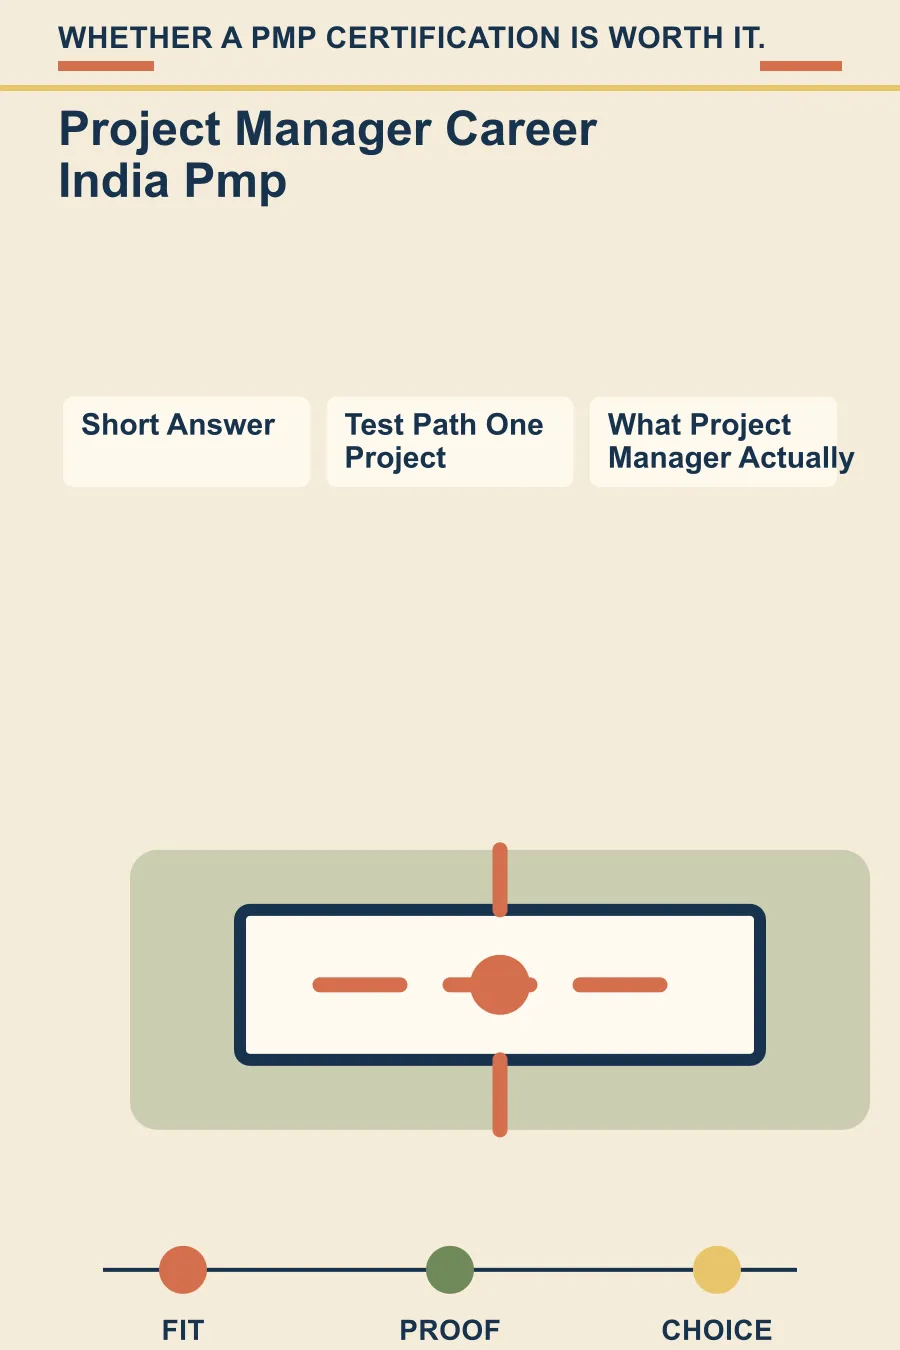 WHETHER A PMP CERTIFICATION IS WORTH IT.
Project Manager Career
India Pmp
Short Answer
Test Path One
Project
What Project
Manager Actually
FIT
PROOF
CHOICE